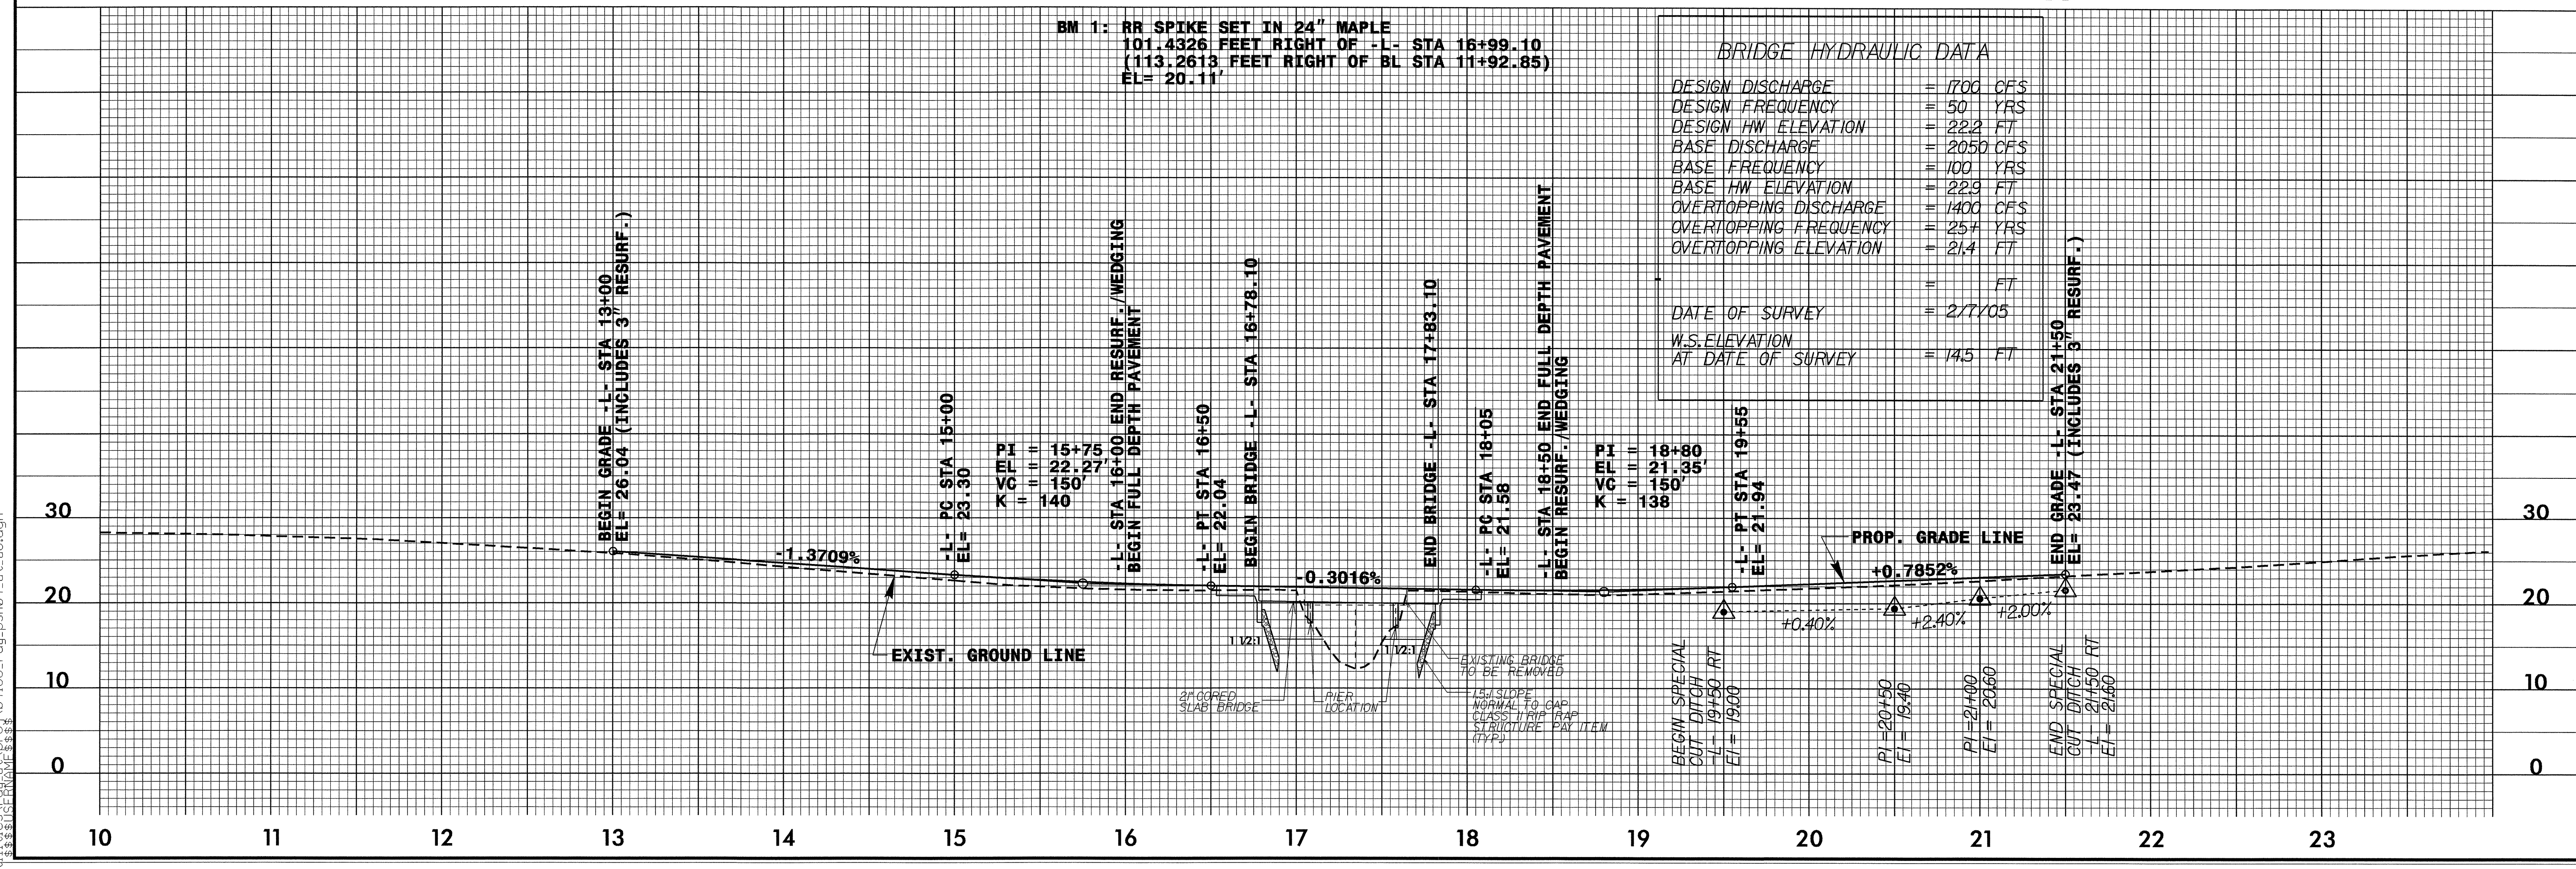 BM 1: RR SPIKE SET IN 24" MAPLE
101.4326 FEET RIGHT OF -L- STA 16+99.10
(113.2613 FEET RIGHT OF BL STA 11+92.85)
EL= 20.11'
BRIDGE HYDRAULIC DATA
DESIGN DISCHARGE = 1700 CFS
DESIGN FREQUENCY = 50 YRS
DESIGN HW ELEVATION = 22.2 FT
BASE DISCHARGE = 2050 CFS
BASE FREQUENCY = 100 YRS
BASE HW ELEVATION = 22.9 FT
OVERTOPPING DISCHARGE = 1400 CFS
OVERTOPPING FREQUENCY = 25+ YRS
OVERTOPPING ELEVATION = 21.4 FT
= FT
DATE OF SURVEY = 2/7/05
W.S. ELEVATION
AT DATE OF SURVEY = 14.5 FT
BEGIN GRADE -L- STA 13+00
EL= 26.04 (INCLUDES 3" RESURF.)
-L- PC STA 15+00
EL= 23.30
PI = 15+75
EL = 22.27'
VC = 150'
K = 140
-L- STA 16+00 END RESURF./WEDGING
BEGIN FULL DEPTH PAVEMENT
-L- PT STA 16+50
EL= 22.04
BEGIN BRIDGE -L- STA 16+78.10
END BRIDGE -L- STA 17+83.10
-L- PC STA 18+05
EL= 21.58
-L- STA 18+50 END FULL DEPTH PAVEMENT
BEGIN RESURF./WEDGING
PI = 18+80
EL = 21.35'
VC = 150'
K = 138
-L- PT STA 19+55
EL= 21.94
END GRADE -L- STA 21+50
EL= 23.47 (INCLUDES 3" RESURF.)
30
30
-1.3709%
-0.3016%
+0.7852%
PROP. GRADE LINE
EXIST. GROUND LINE
20
20
+0.40%
+2.40%
+2.00%
1 1/2:1
1 1/2:1
EXISTING BRIDGE
TO BE REMOVED
21" CORED
SLAB BRIDGE
PIER
LOCATION
1.5:1 SLOPE
NORMAL TO CAP
CLASS II RIP RAP
STRUCTURE PAY ITEM
(TYP.)
BEGIN SPECIAL
CUT DITCH
-L- 19+50 RT
El = 19.00
PI =20+50
El = 19.40
PI =21+00
El = 20.60
END SPECIAL
CUT DITCH
-L- 21+50 RT
El = 21.60
10
10
0
0
10 11 12 13 14 15 16 17 18 19 20 21 22 23
$$$$USERNAME$$$$